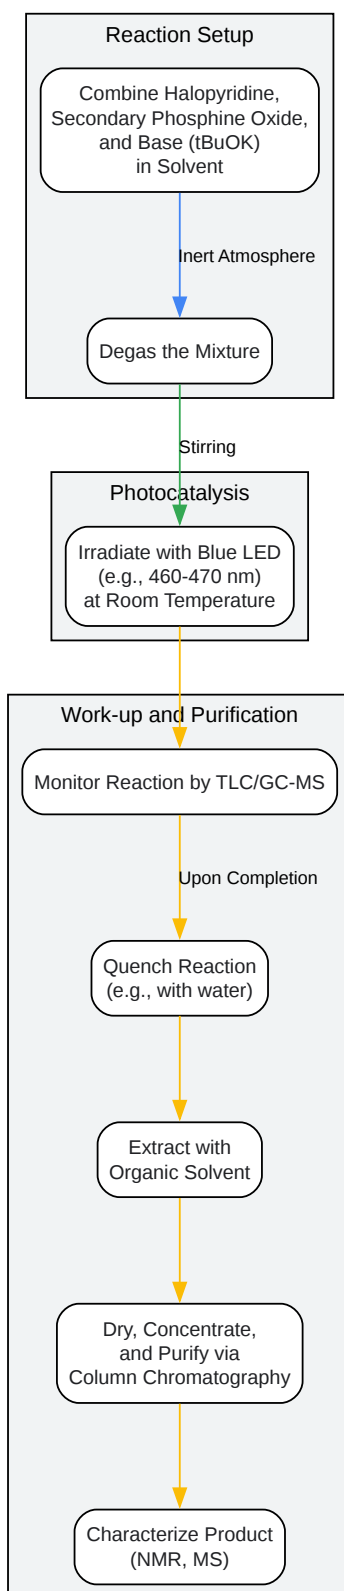 Reaction Setup
Combine Halopyridine,
Secondary Phosphine Oxide,
and Base (tBuOK)
in Solvent
Inert Atmosphere
Degas the Mixture
Stirring
Photocatalysis
Irradiate with Blue LED
(e.g., 460-470 nm)
at Room Temperature
Work-up and Purification
Monitor Reaction by TLC/GC-MS
Upon Completion
Quench Reaction
(e.g., with water)
Extract with
Organic Solvent
Dry, Concentrate,
and Purify via
Column Chromatography
Characterize Product
(NMR, MS)